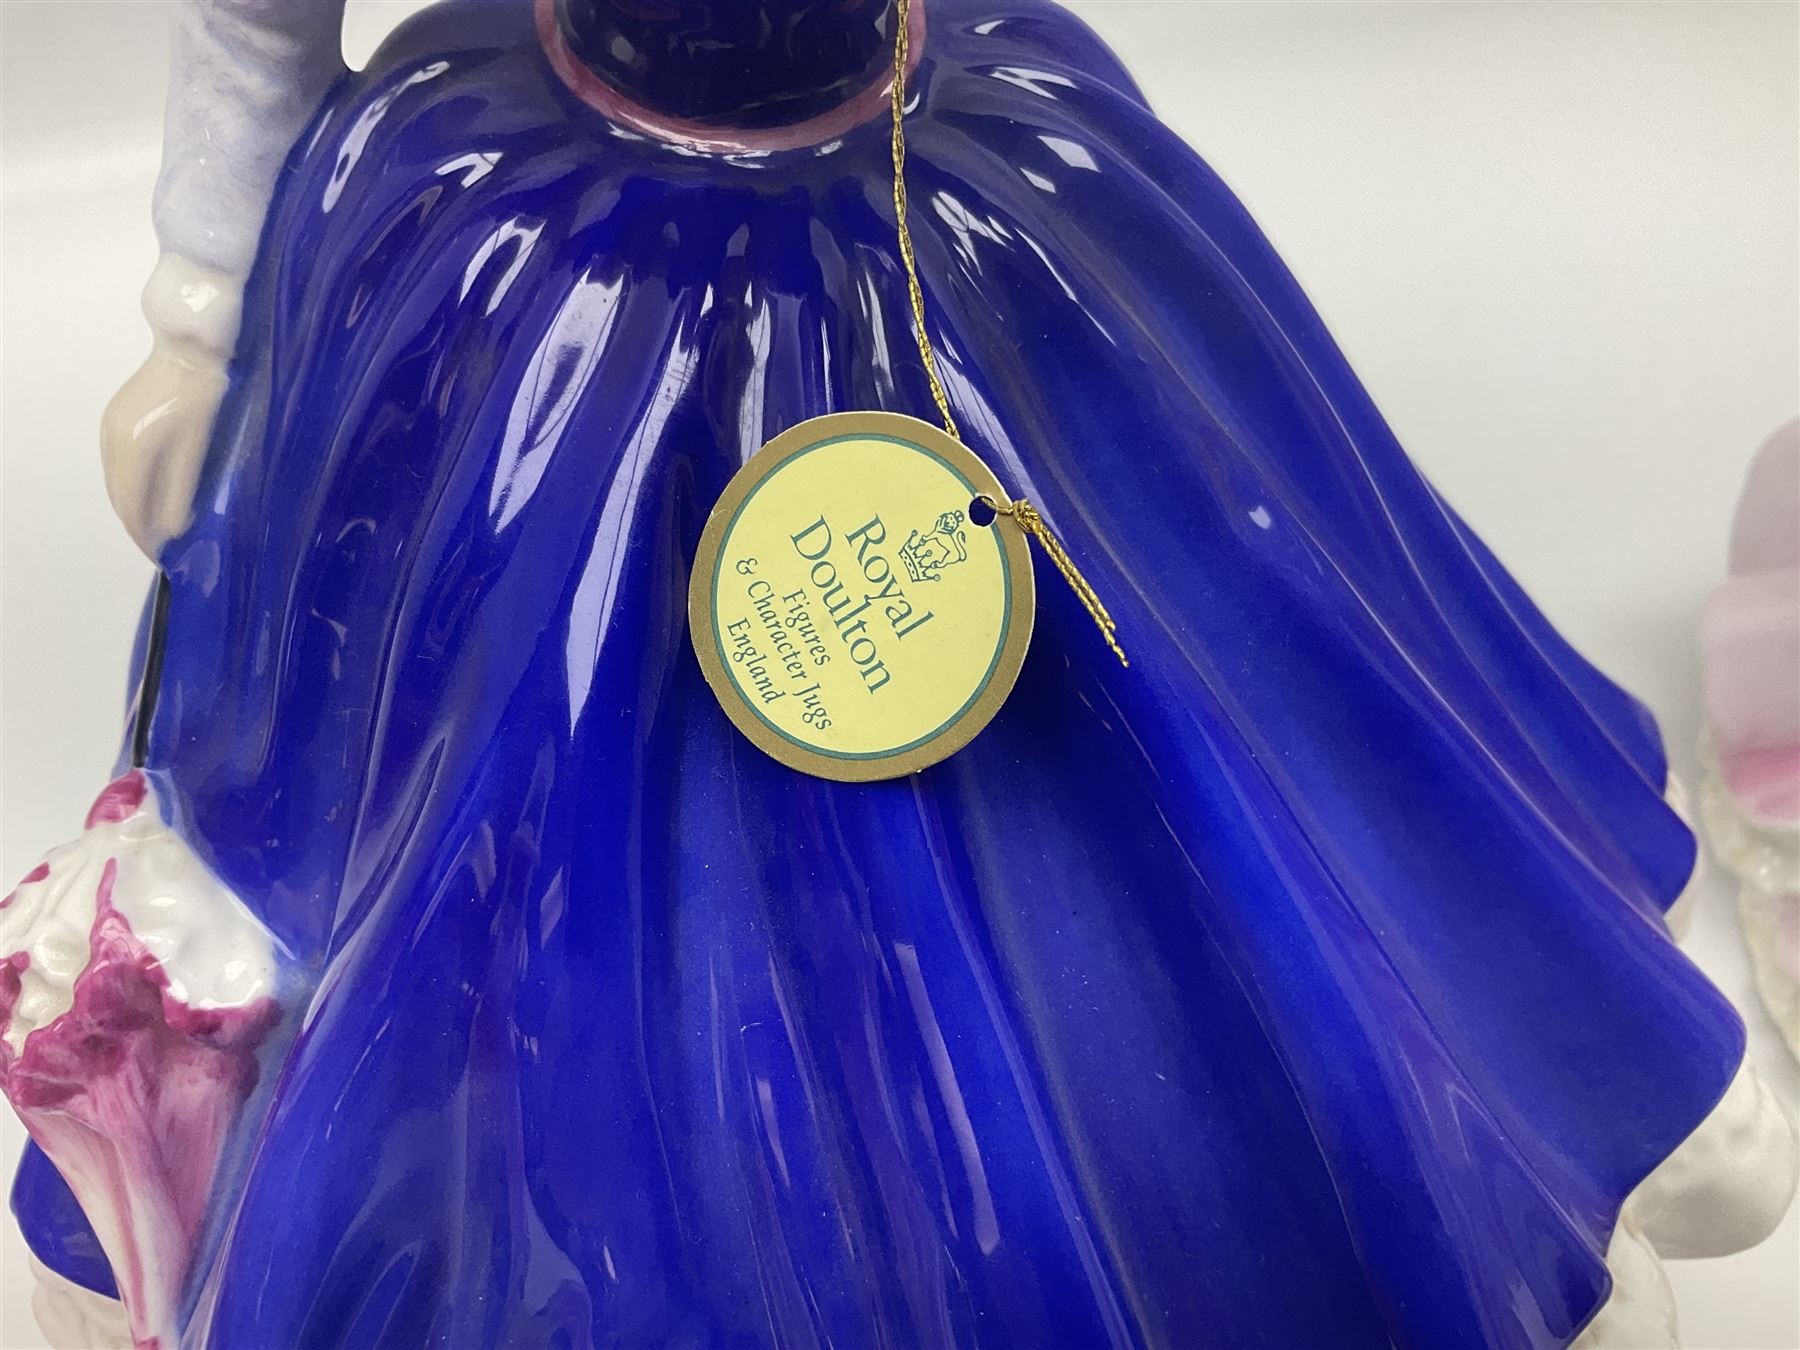 Royal
Doulton
Figures
& Character Jugs
England